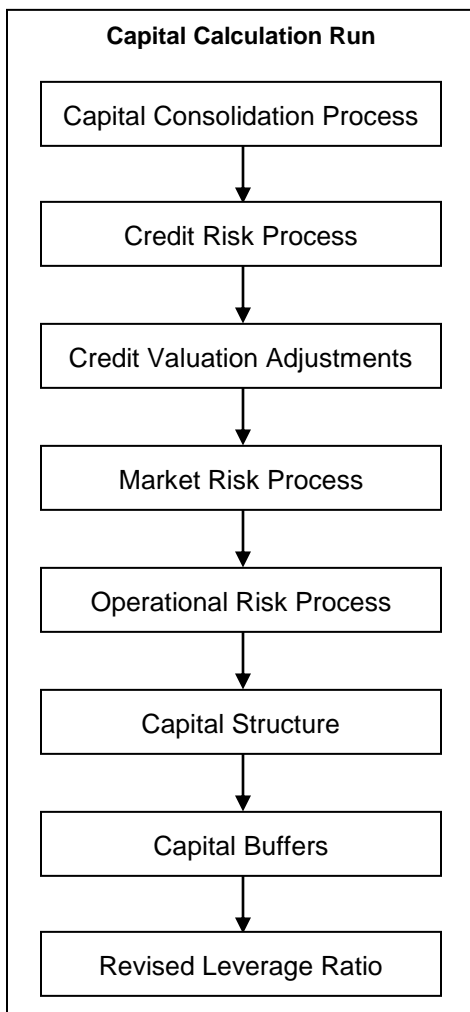 Capital Calculation Run
Capital Consolidation Process
Credit Risk Process
Credit Valuation Adjustments
Market Risk Process
Operational Risk Process
Capital Structure
Capital Buffers
Revised Leverage Ratio